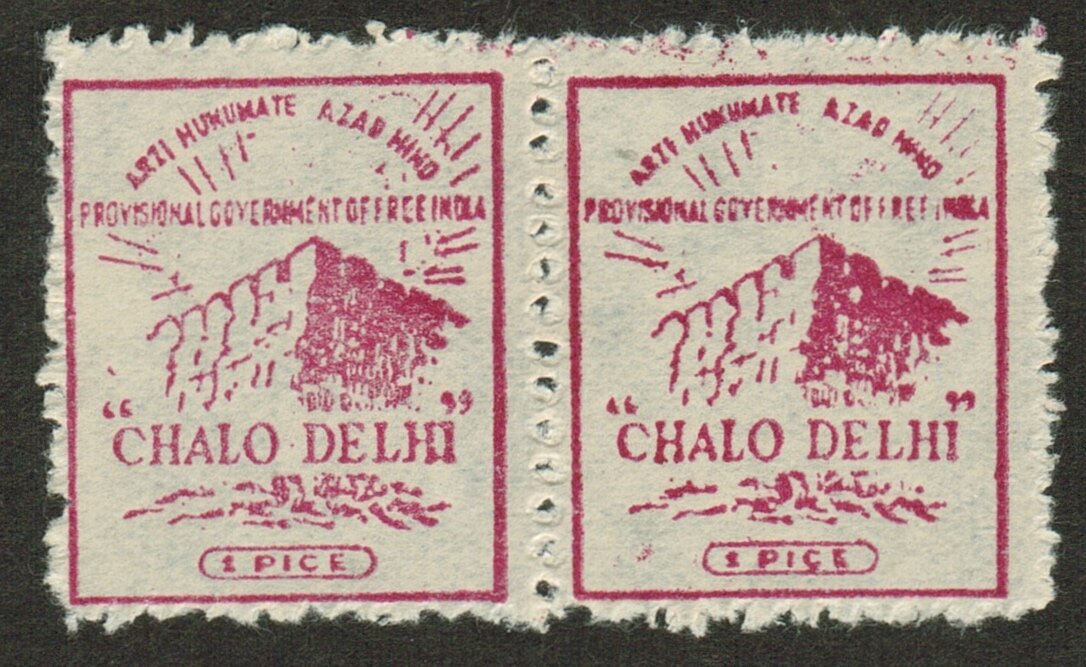 ARZI HUKUMATE AZAD HIND
PROVISIONAL GOVERNMENT OF FREE INDIA
“CHALO DELHI”
1 PICE
ARZI HUKUMATE AZAD HIND
PROVISIONAL GOVERNMENT OF FREE INDIA
“CHALO DELHI”
1 PICE